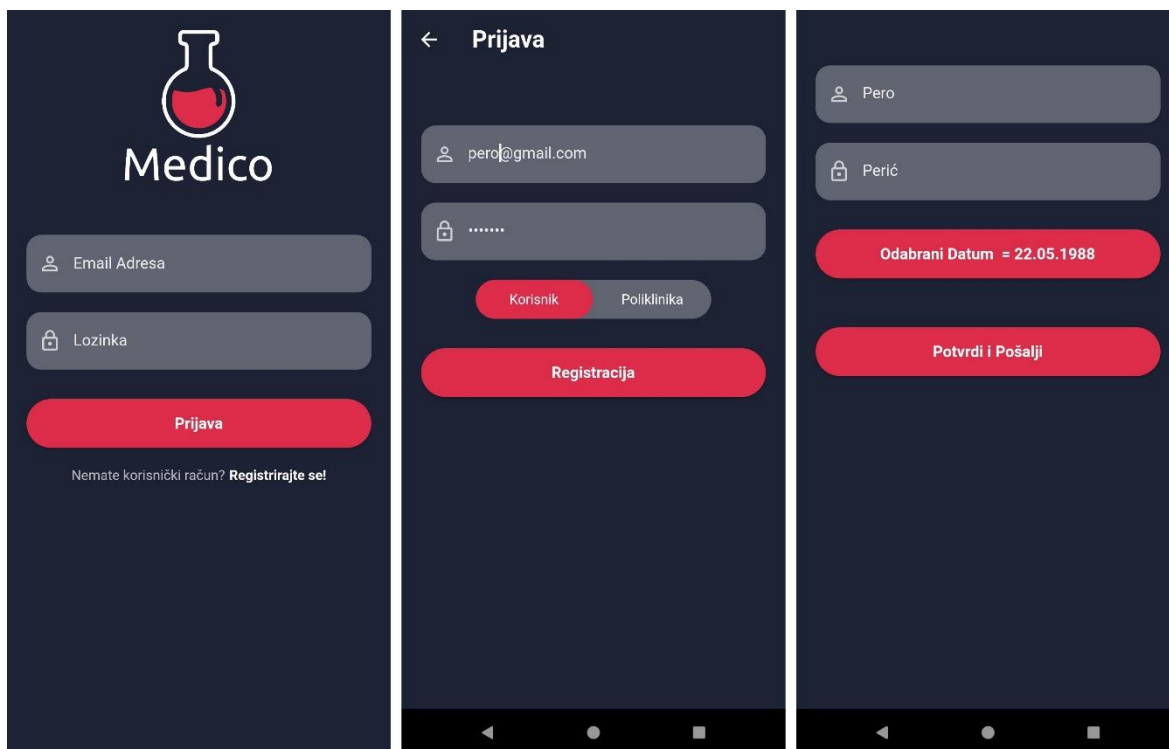 Medico
Email Adresa
Lozinka
Prijava
Nemate korisnički račun? Registrirajte se!
Prijava
pero@gmail.com
•••••••
Korisnik Poliklinika
Registracija
Pero
Perić
Odabrani Datum = 22.05.1988
Potvrdi i Pošalji